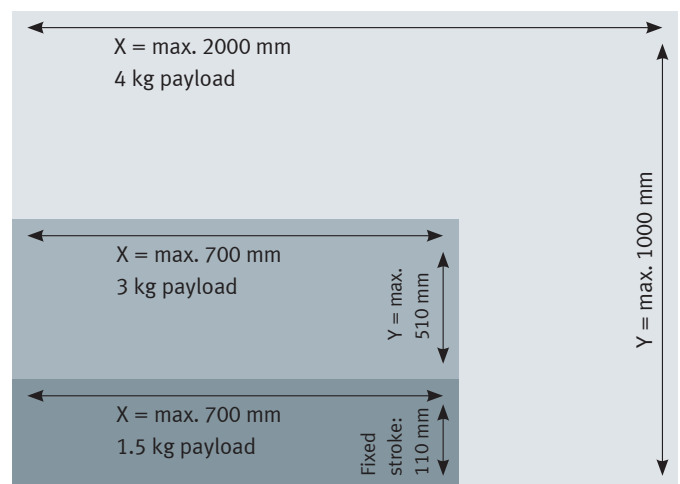 X = max. 2000 mm
4 kg payload
Y = max. 1000 mm
X = max. 700 mm
3 kg payload
Y = max.
510 mm
X = max. 700 mm
1.5 kg payload
Fixed
stroke:
110 mm